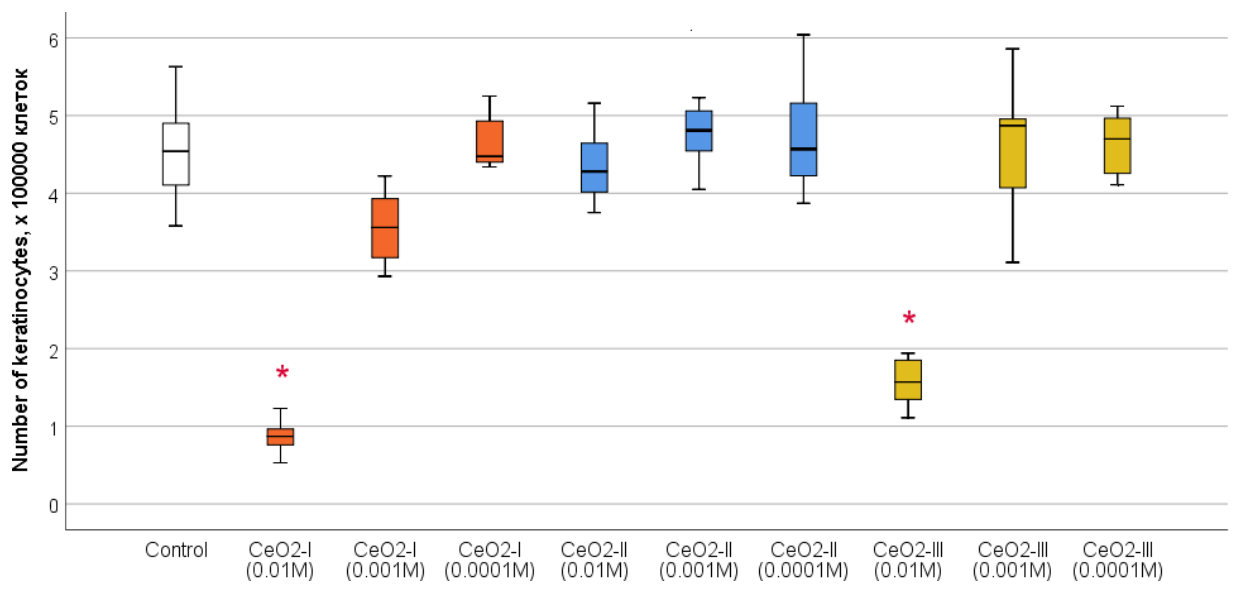 Number of keratinocytes, x 100000 клеток
6
5
4
3
2
1
0
*
*
Control
CeO2-I
(0.01M)
CeO2-I
(0.001M)
CeO2-I
(0.0001M)
CeO2-II
(0.01M)
CeO2-II
(0.001M)
CeO2-II
(0.0001M)
CeO2-III
(0.01M)
CeO2-III
(0.001M)
CeO2-III
(0.0001M)